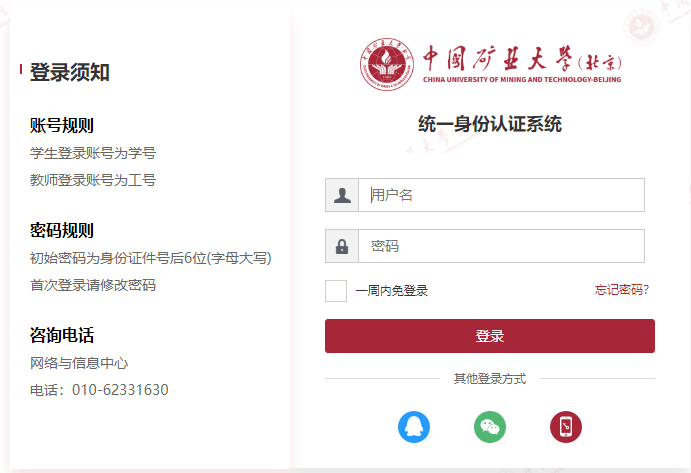 登录须知
账号规则
学生登录账号为学号
教师登录账号为工号
密码规则
初始密码为身份证件号后6位(字母大写)
首次登录请修改密码
咨询电话
网络与信息中心
电话：010-62331630
中国矿业大学(北京)
CHINA UNIVERSITY OF MINING AND TECHNOLOGY-BEIJING
统一身份认证系统
用户名
密码
一周内免登录
忘记密码?
登录
其他登录方式